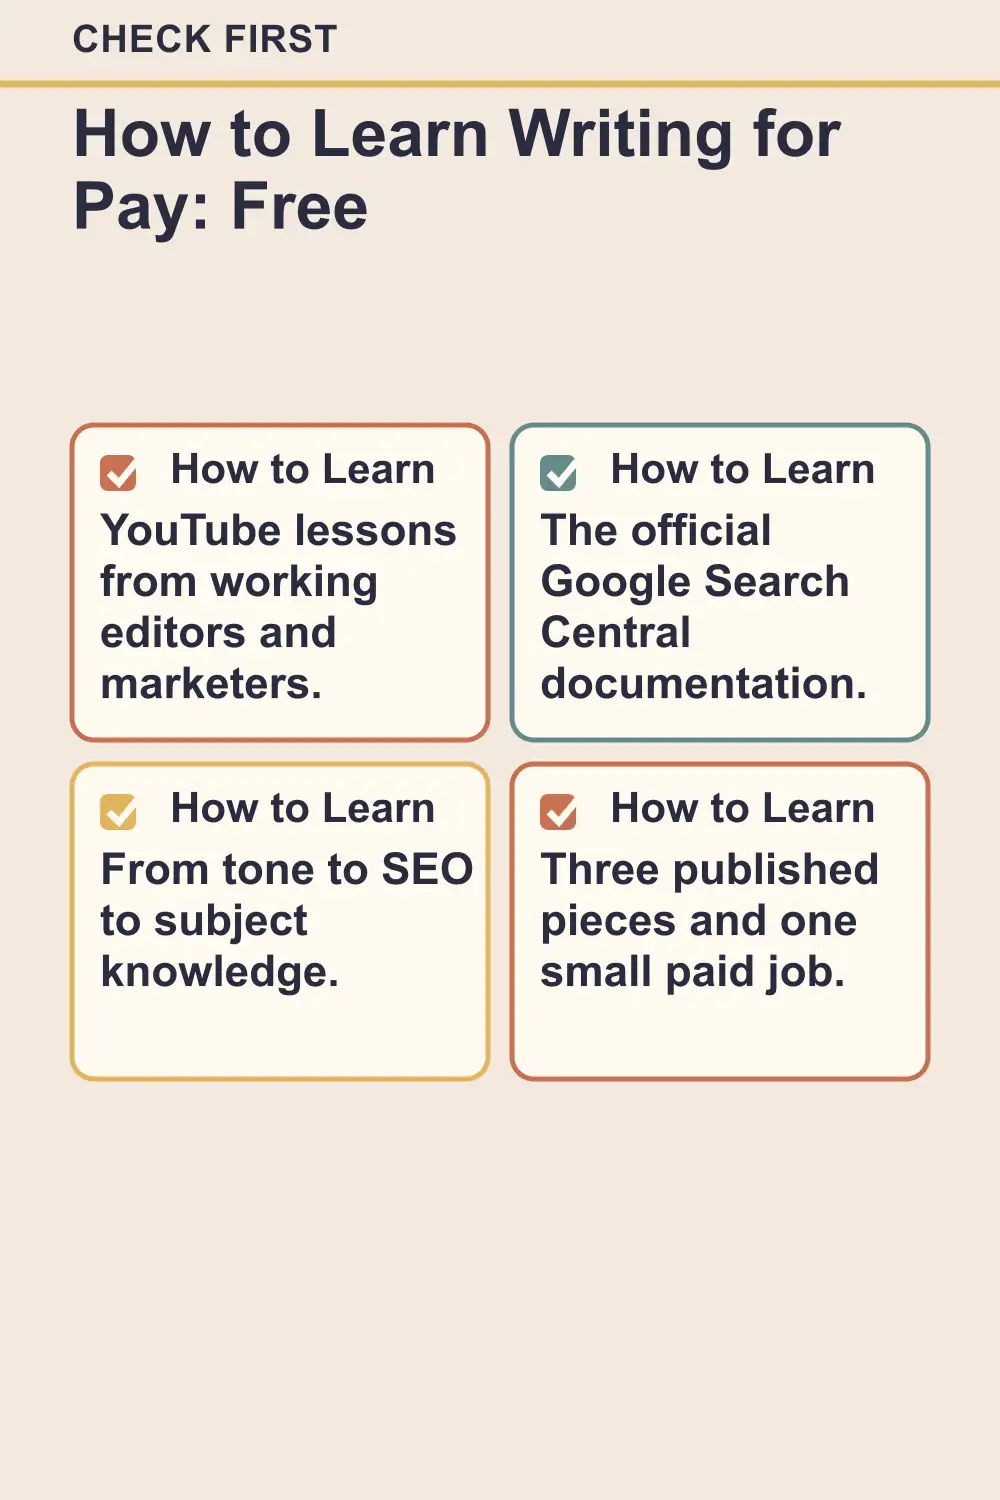 CHECK FIRST
How to Learn Writing for
Pay: Free
How to Learn
YouTube lessons
from working
editors and
marketers.
How to Learn
The official
Google Search
Central
documentation.
How to Learn
From tone to SEO
to subject
knowledge.
How to Learn
Three published
pieces and one
small paid job.